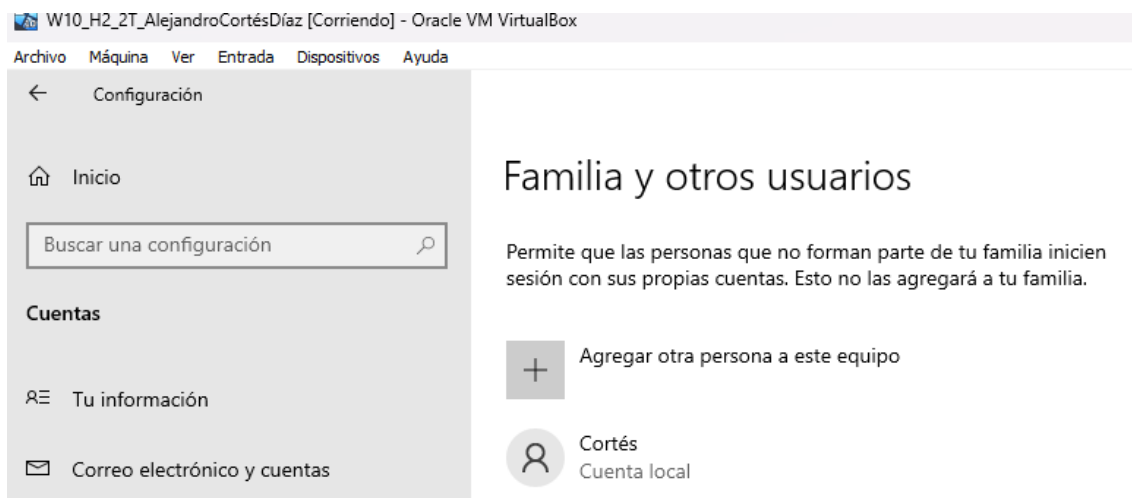 W10_H2_2T_AlejandroCortésDíaz [Corriendo] - Oracle VM VirtualBox
Archivo Máquina Ver Entrada Dispositivos Ayuda
Configuración
Inicio
Buscar una configuración
Cuentas
Tu información
Correo electrónico y cuentas
Familia y otros usuarios
Permite que las personas que no forman parte de tu familia inicien
sesión con sus propias cuentas. Esto no las agregará a tu familia.
Agregar otra persona a este equipo
Cortés
Cuenta local